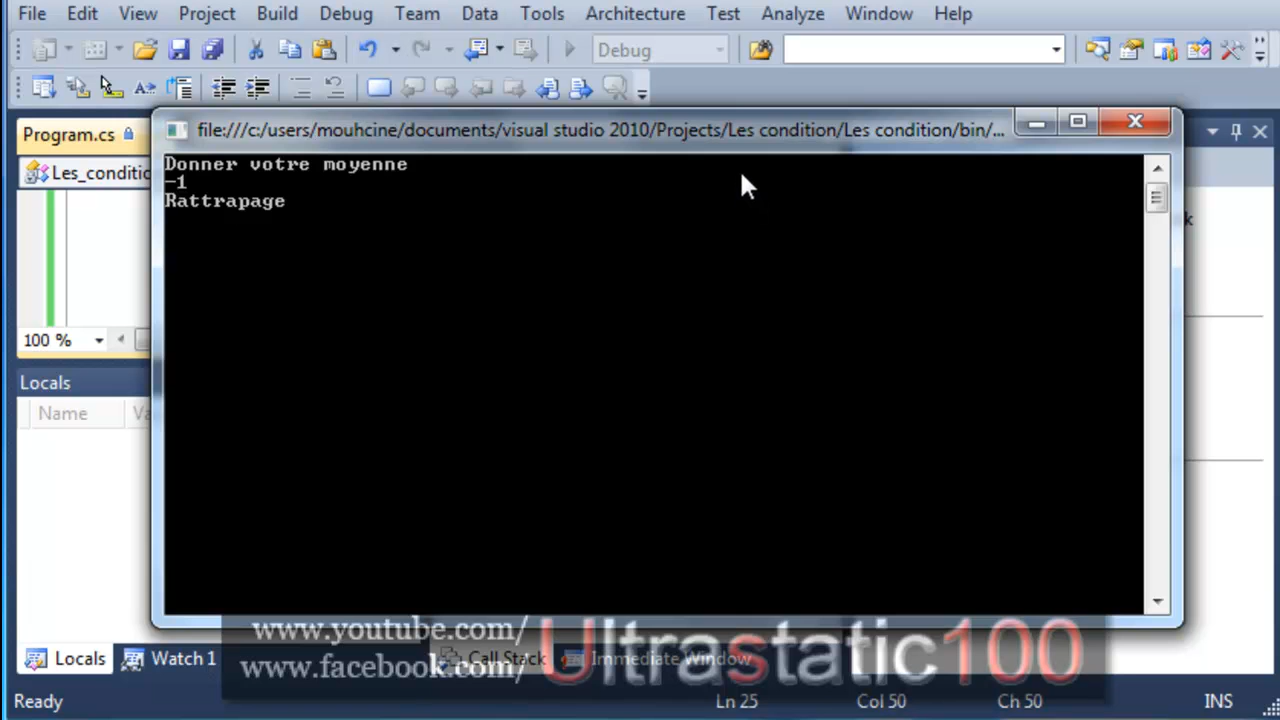 File Edit View Project Build Debug Team Data Tools Architecture Test Analyze Window Help
Debug
Program.cs
file:///c:/users/mouhcine/documents/visual studio 2010/Projects/Les condition/Les condition/bin/...
Les_conditio
Donner votre moyenne
-1
Rattrapage
k
100 %
Locals
Name Va
www.youtube.com/
www.facebook.com/
Ultrastatic100
Locals Watch 1 Call Stack Immediate Window
Ready Ln 25 Col 50 Ch 50 INS